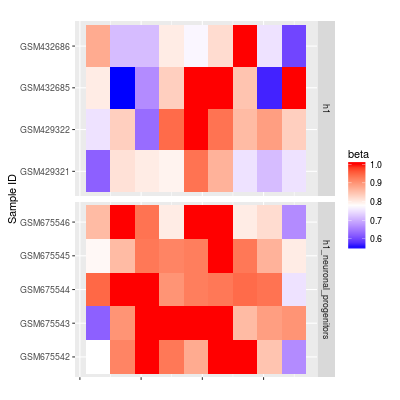 GSM432686
GSM432685
GSM429322
GSM429321
h1
GSM675546
GSM675545
GSM675544
GSM675543
GSM675542
h1_neuronal_progenitors
Sample ID
beta
1.0
0.9
0.8
0.7
0.6